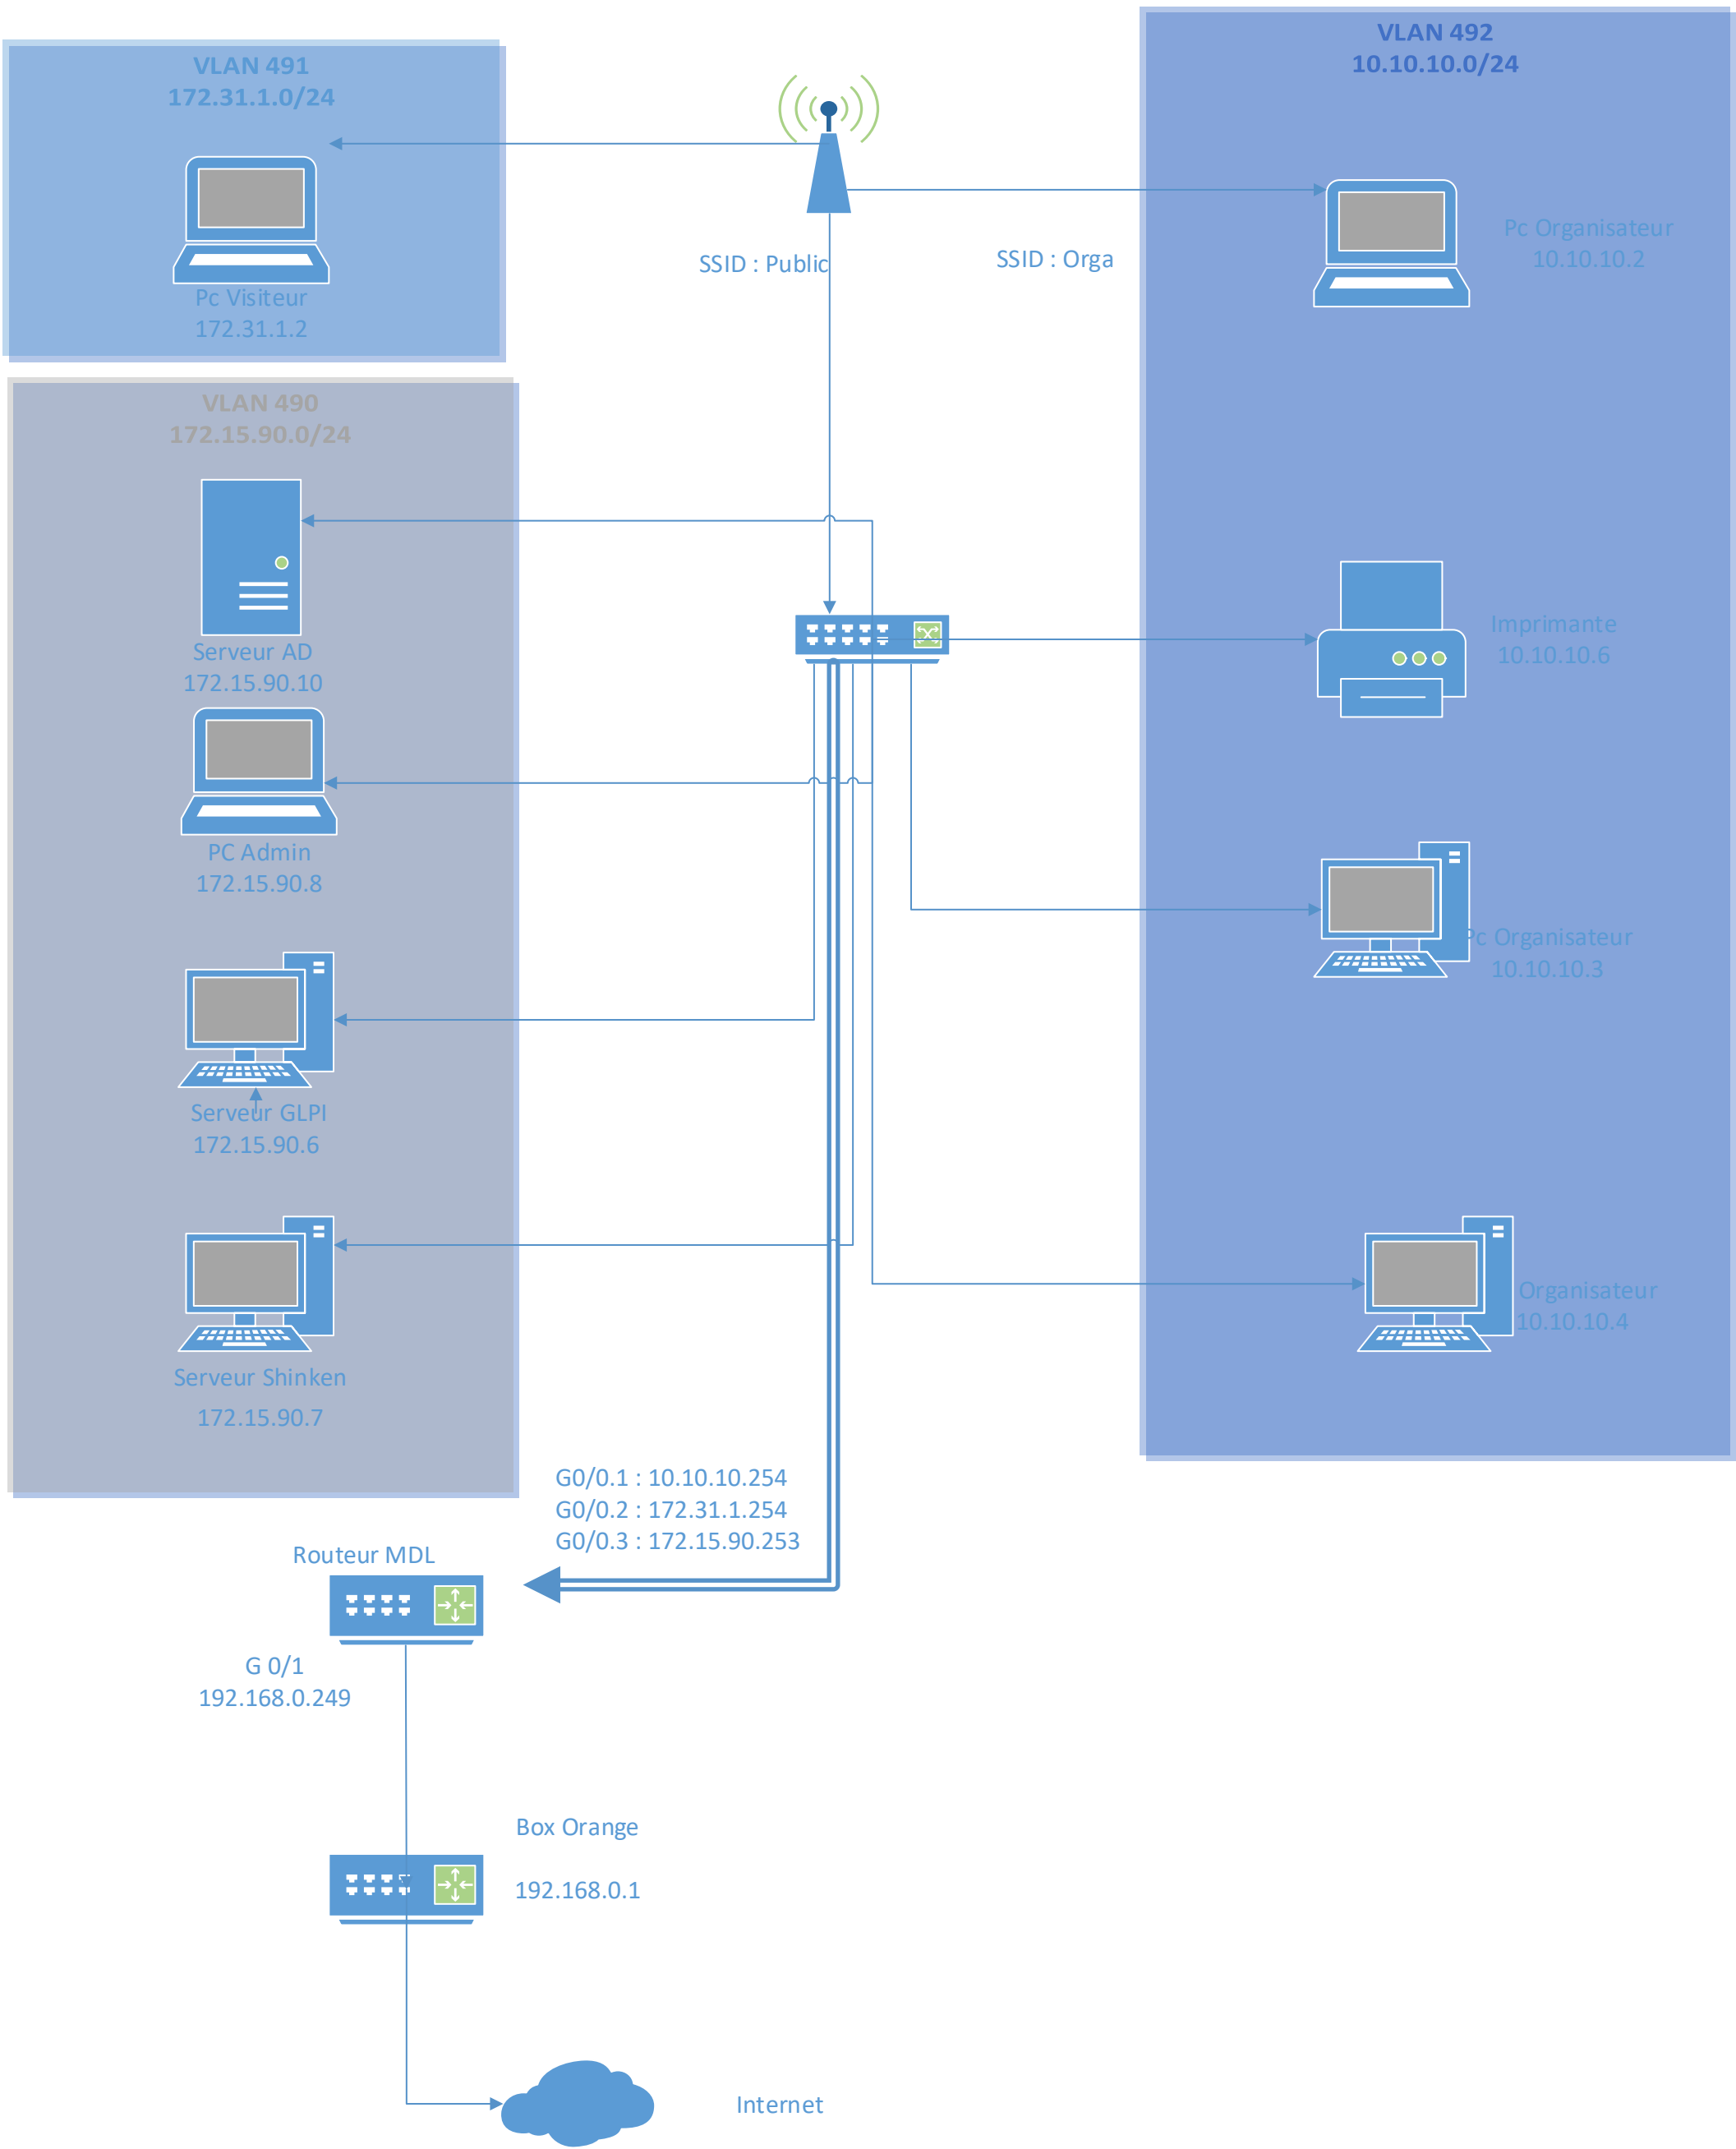 VLAN 491
172.31.1.0/24
Pc Visiteur
172.31.1.2
SSID : Public
SSID : Orga
VLAN 492
10.10.10.0/24
Pc Organisateur
10.10.10.2
Imprimante
10.10.10.6
Pc Organisateur
10.10.10.3
Organisateur
10.10.10.4
VLAN 490
172.15.90.0/24
Serveur AD
172.15.90.10
PC Admin
172.15.90.8
Serveur GLPI
172.15.90.6
Serveur Shinken
172.15.90.7
G0/0.1 : 10.10.10.254
G0/0.2 : 172.31.1.254
G0/0.3 : 172.15.90.253
Routeur MDL
G 0/1
192.168.0.249
Box Orange
192.168.0.1
Internet